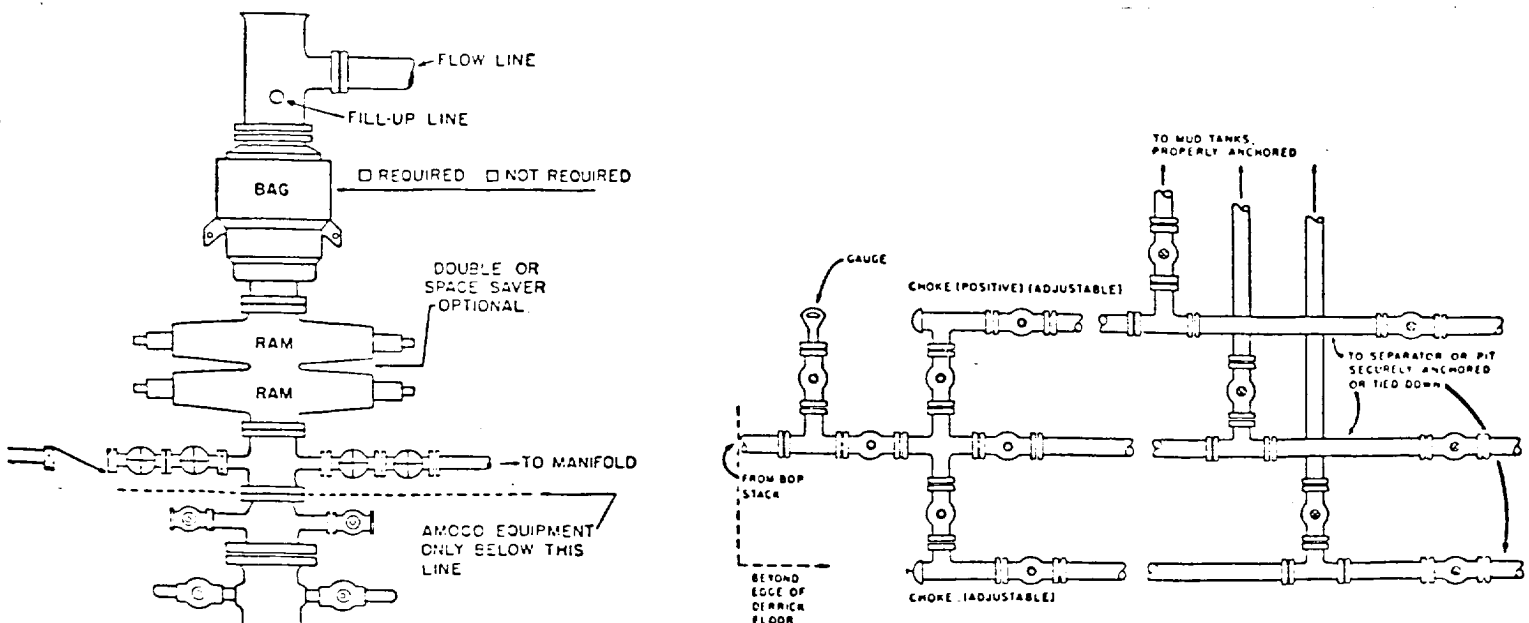 FLOW LINE
FILL-UP LINE
BAG
☐ REQUIRED ☐ NOT REQUIRED
DOUBLE OR
SPACE SAVER
OPTIONAL.
RAM
RAM
TO MANIFOLD
AMOCO EQUIPMENT
ONLY BELOW THIS
LINE
TO MUD TANKS,
PROPERLY ANCHORED
GAUGE
CHOKE (POSITIVE) (ADJUSTABLE)
TO SEPARATOR OR PIT
SECURELY ANCHORED
OR TIED DOWN
FROM BOP
STACK
BEYOND
EDGE OF
DERRICK
FLOOR
CHOKE (ADJUSTABLE)